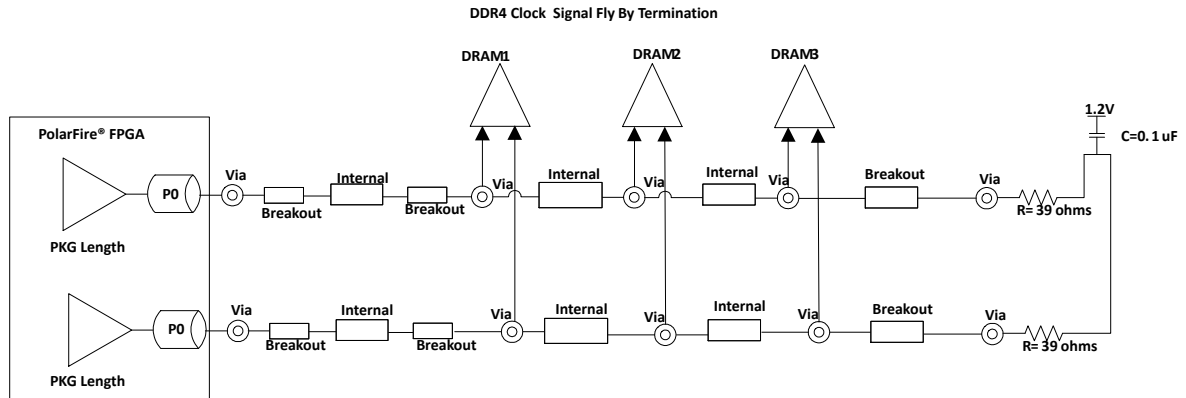 DDR4 Clock Signal Fly By Termination
DRAM1
DRAM2
DRAM3
1.2V
C=0.1 uF
PolarFire® FPGA
P0
Via
Internal
Via
Internal
Via
Internal
Via
Breakout
Via
Breakout
Breakout
R= 39 ohms
PKG Length
P0
Via
Internal
Via
Internal
Via
Internal
Via
Breakout
Via
Breakout
Breakout
R= 39 ohms
PKG Length